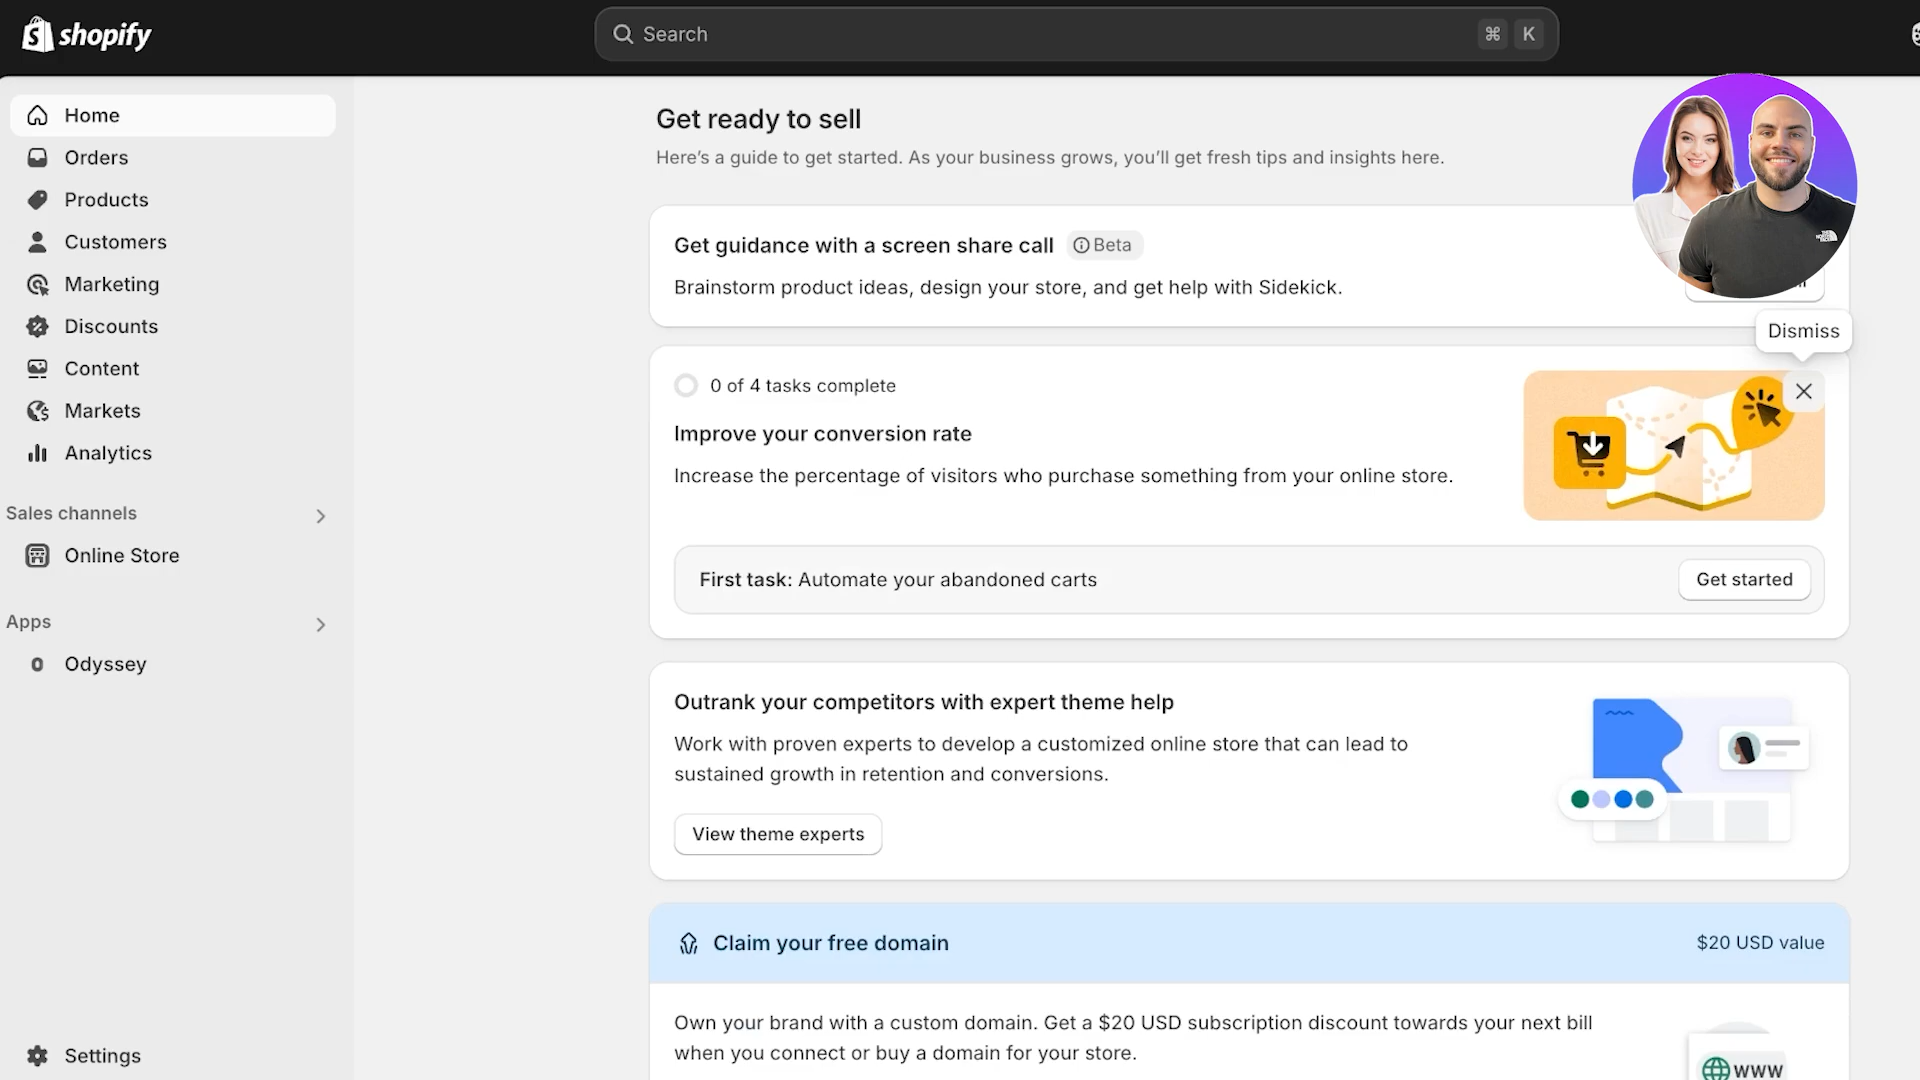 shopify
Search
⌘ K
Home
Orders
Products
Customers
Marketing
Discounts
Content
Markets
Analytics
Sales channels
Online Store
Apps
Odyssey
Settings
Get ready to sell
Here's a guide to get started. As your business grows, you'll get fresh tips and insights here.
Get guidance with a screen share call Beta
Brainstorm product ideas, design your store, and get help with Sidekick.
Dismiss
0 of 4 tasks complete
Improve your conversion rate
Increase the percentage of visitors who purchase something from your online store.
First task: Automate your abandoned carts
Get started
Outrank your competitors with expert theme help
Work with proven experts to develop a customized online store that can lead to
sustained growth in retention and conversions.
View theme experts
Claim your free domain
$20 USD value
Own your brand with a custom domain. Get a $20 USD subscription discount towards your next bill
when you connect or buy a domain for your store.
www